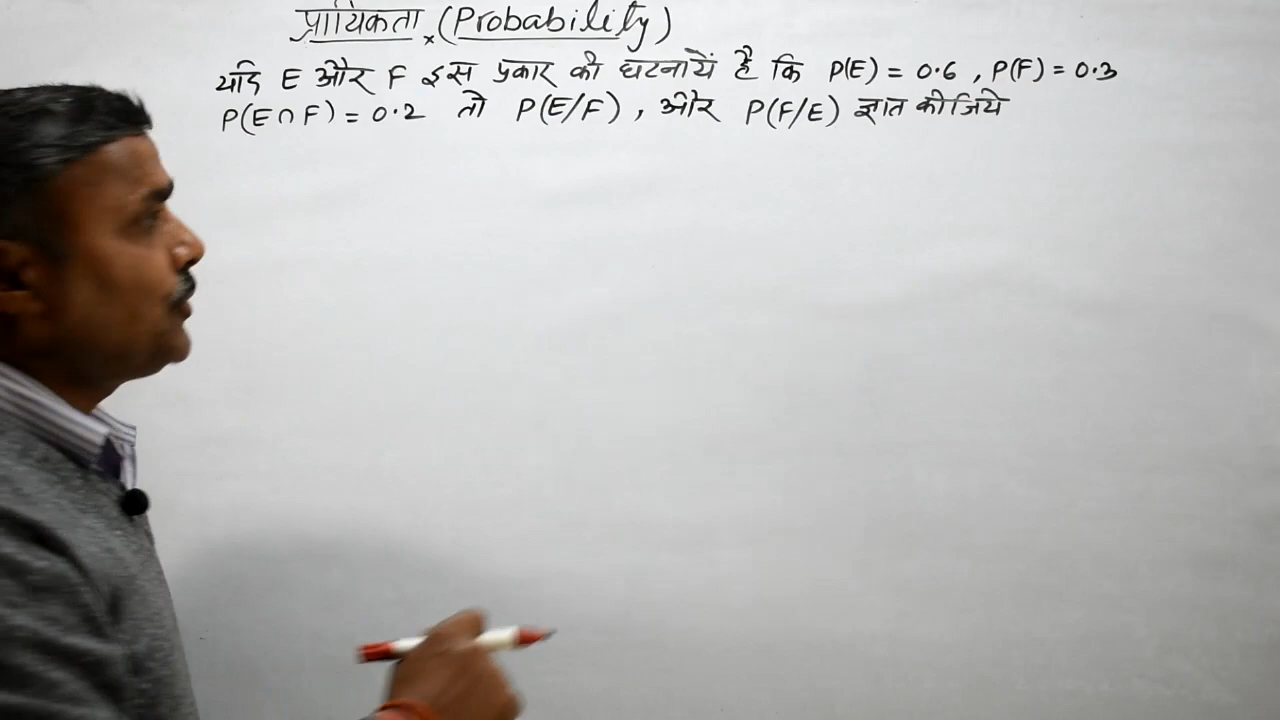 प्रायिकता (Probability)
यदि E और F इस प्रकार की घटनायें है कि P(E) = 0.6 , P(F) = 0.3
P(E∩F) = 0.2 तो P(E/F) , और P(F/E) ज्ञात कीजिये